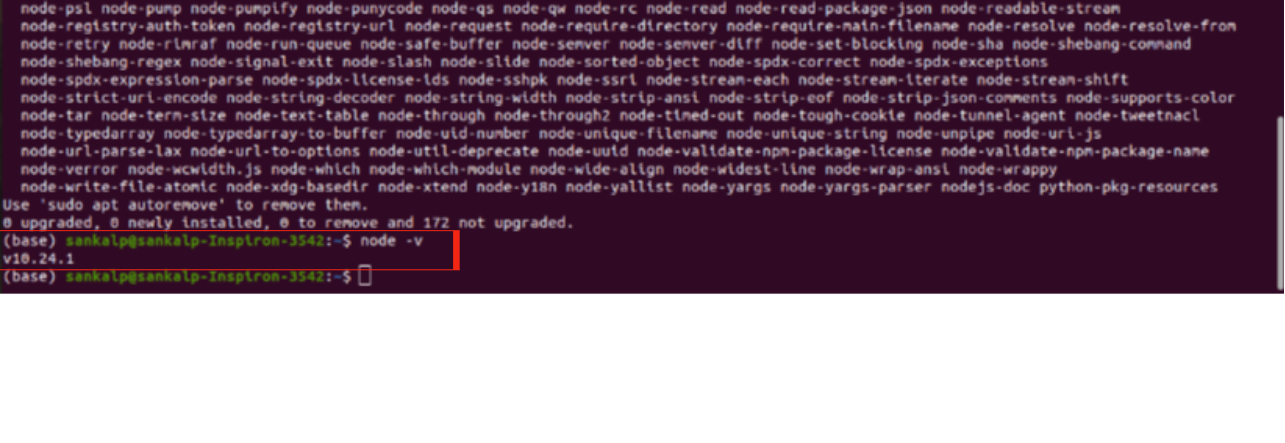 node-psl node-pump node-pumpify node-punycode node-qs node-qw node-rc node-read node-read-package-json node-readable-stream
node-registry-auth-token node-registry-url node-request node-require-directory node-require-main-filename node-resolve node-resolve-from
node-retry node-rimraf node-run-queue node-safe-buffer node-semver node-semver-diff node-set-blocking node-sha node-shebang-command
node-shebang-regex node-signal-exit node-slash node-slide node-sorted-object node-spdx-correct node-spdx-exceptions
node-spdx-expression-parse node-spdx-license-ids node-sshpk node-ssri node-stream-each node-stream-iterate node-stream-shift
node-strict-uri-encode node-string-decoder node-string-width node-strip-ansi node-strip-eof node-strip-json-comments node-supports-color
node-tar node-term-size node-text-table node-through node-through2 node-timed-out node-tough-cookie node-tunnel-agent node-tweetnacl
node-typedarray node-typedarray-to-buffer node-uid-number node-unique-filename node-unique-string node-unpipe node-uri-js
node-url-parse-lax node-url-to-options node-util-deprecate node-uuid node-validate-npm-package-license node-validate-npm-package-name
node-verror node-wcwidth.js node-which node-which-module node-wide-align node-widest-line node-wrap-ansi node-wrappy
node-write-file-atomic node-xdg-basedir node-xtend node-y18n node-yallist node-yargs node-yargs-parser nodejs-doc python-pkg-resources
Use 'sudo apt autoremove' to remove them.
0 upgraded, 0 newly installed, 0 to remove and 172 not upgraded.
(base) sankalp@sankalp-Inspiron-3542:~$ node -v
v10.24.1
(base) sankalp@sankalp-Inspiron-3542:~$